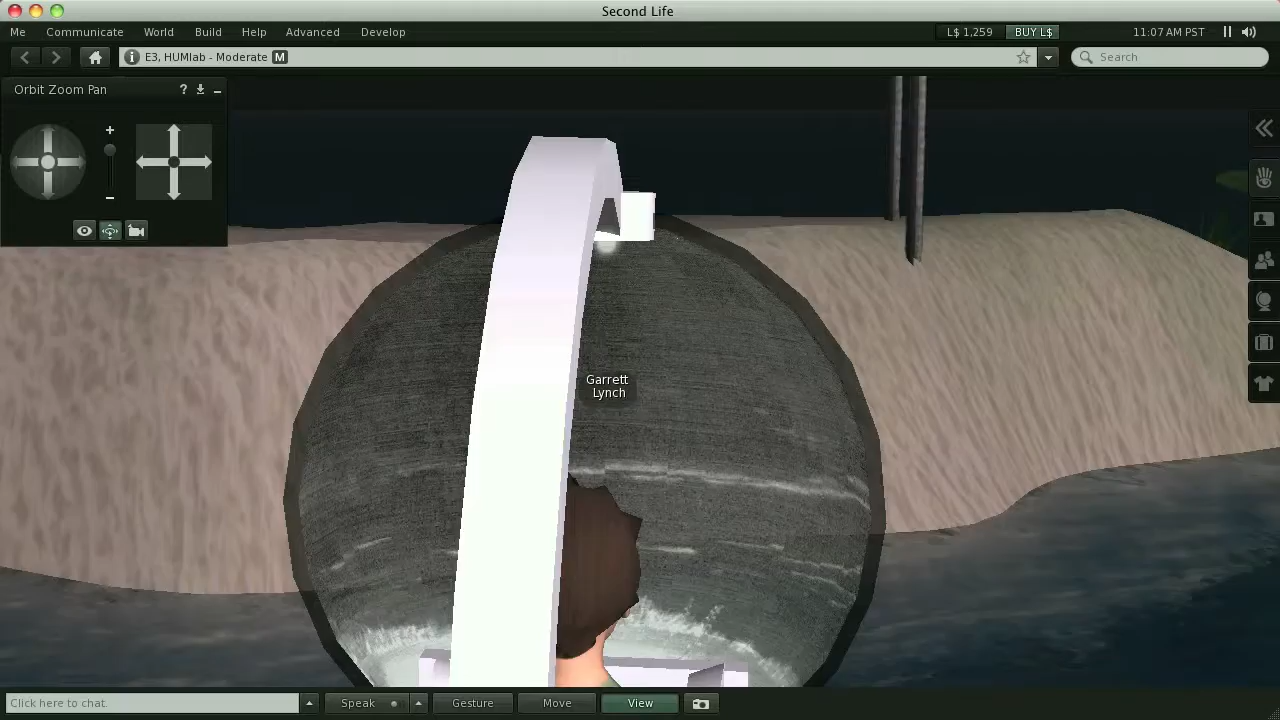 Second Life
Me Communicate World Build Help Advanced Develop L$ 1,259 BUY L$ 11:07 AM PST
E3, HUMlab - Moderate M Search
Orbit Zoom Pan ?
+
-
Garrett
Lynch
Click here to chat. Speak Gesture Move View